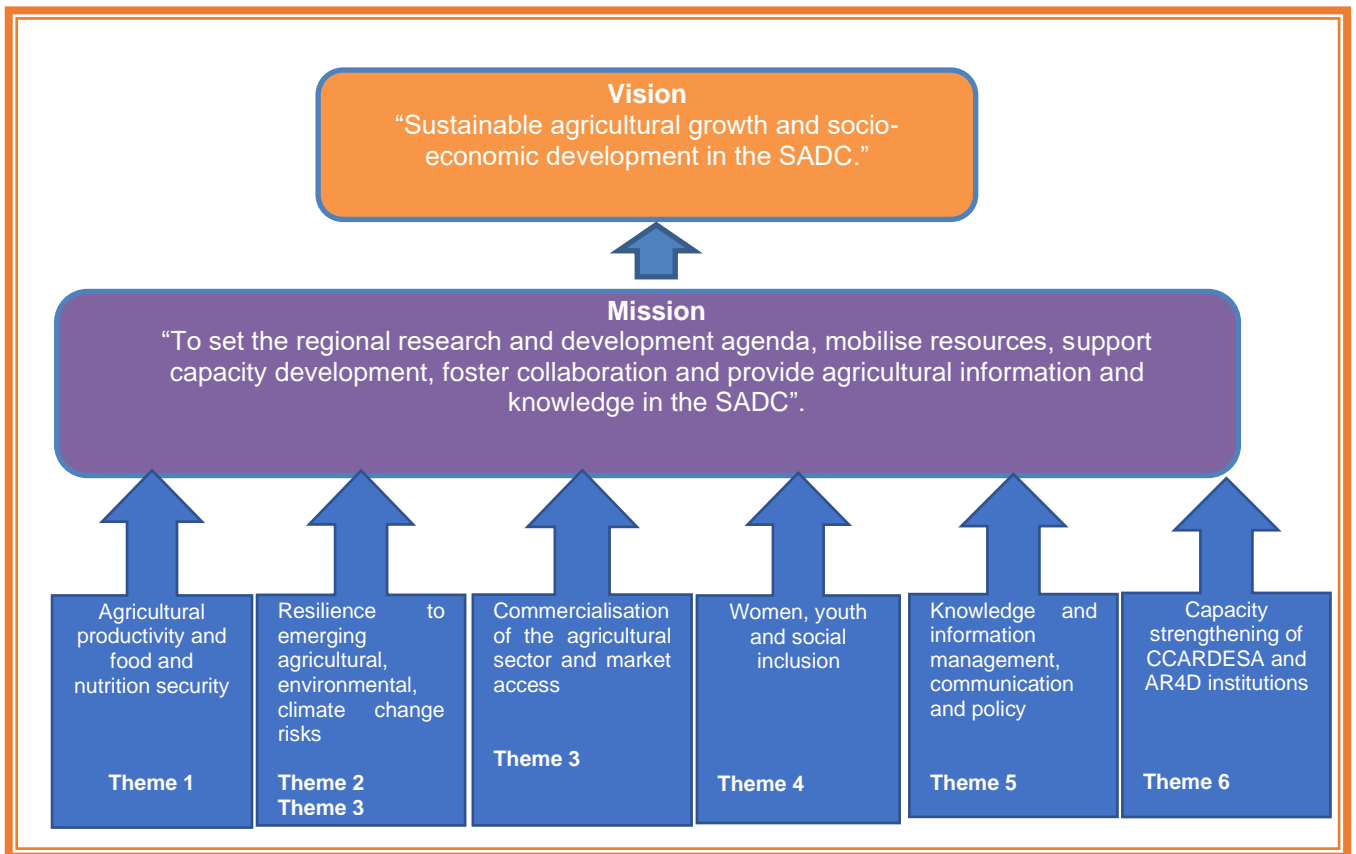 Vision
“Sustainable agricultural growth and socio-
economic development in the SADC.”
Mission
“To set the regional research and development agenda, mobilise resources, support
capacity development, foster collaboration and provide agricultural information and
knowledge in the SADC”.
Agricultural
productivity and
food and
nutrition security
Theme 1
Resilience to
emerging
agricultural,
environmental,
climate change
risks
Theme 2
Theme 3
Commercialisation
of the agricultural
sector and market
access
Theme 3
Women, youth
and social
inclusion
Theme 4
Knowledge and
information
management,
communication
and policy
Theme 5
Capacity
strengthening of
CCARDESA and
AR4D institutions
Theme 6